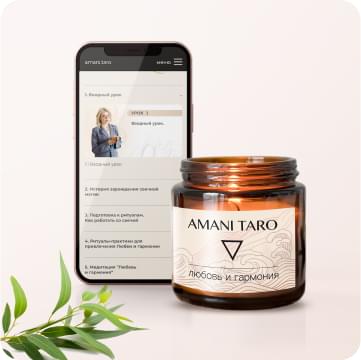 amani.taro
МЕНЮ
1. Вводный урок
УРОК 1
Вводный урок.
1.1 Вводный урок
2. История зарождения свечной магии
3. Подготовка к ритуалам.
Как работать со свечой
4. Ритуалы-практики для
привлечения Любви и гармонии
5. Медитация "Любовь
и гармония"
AMANI TARO
любовь и гармония